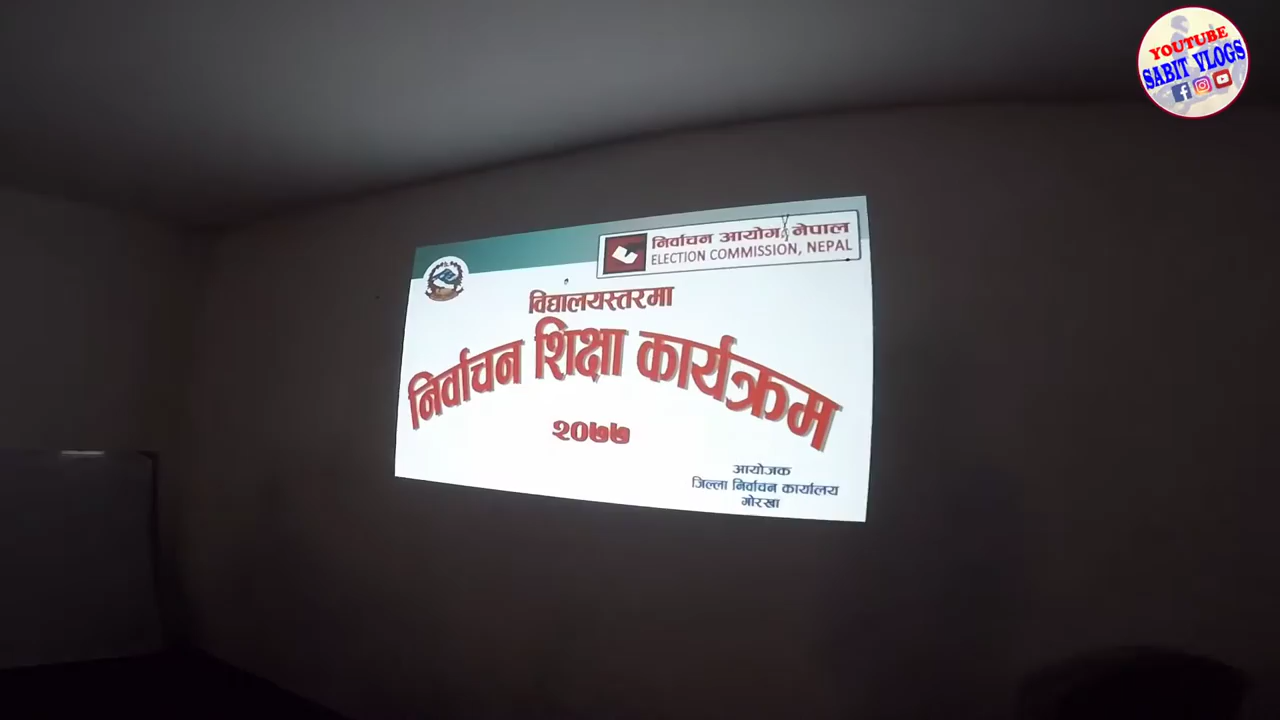 YOUTUBE
SABIT VLOGS
निर्वाचन आयोग, नेपाल
ELECTION COMMISSION, NEPAL
विद्यालयस्तरमा
निर्वाचन शिक्षा कार्यक्रम
२०७७
आयोजक
जिल्ला निर्वाचन कार्यालय
गोरखा